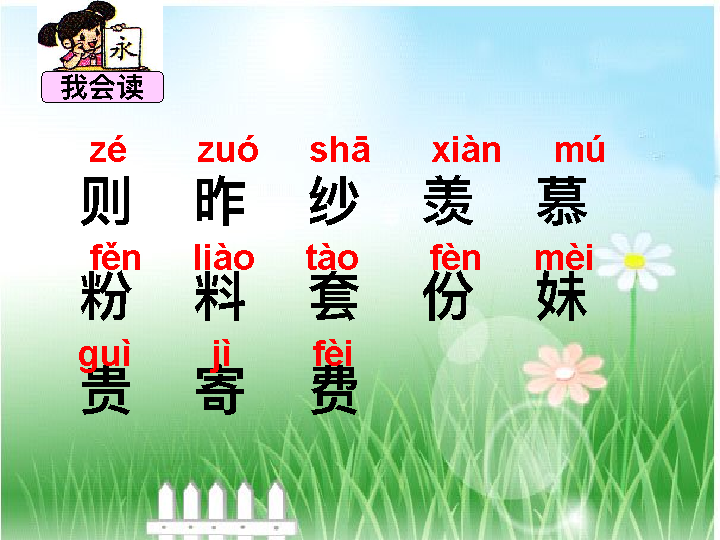 永
我会读
zé zuó shā xiàn mú
则 昨 纱 羡 慕
fěn liào tào fèn mèi
粉 料 套 份 妹
guì jì fèi
贵 寄 费